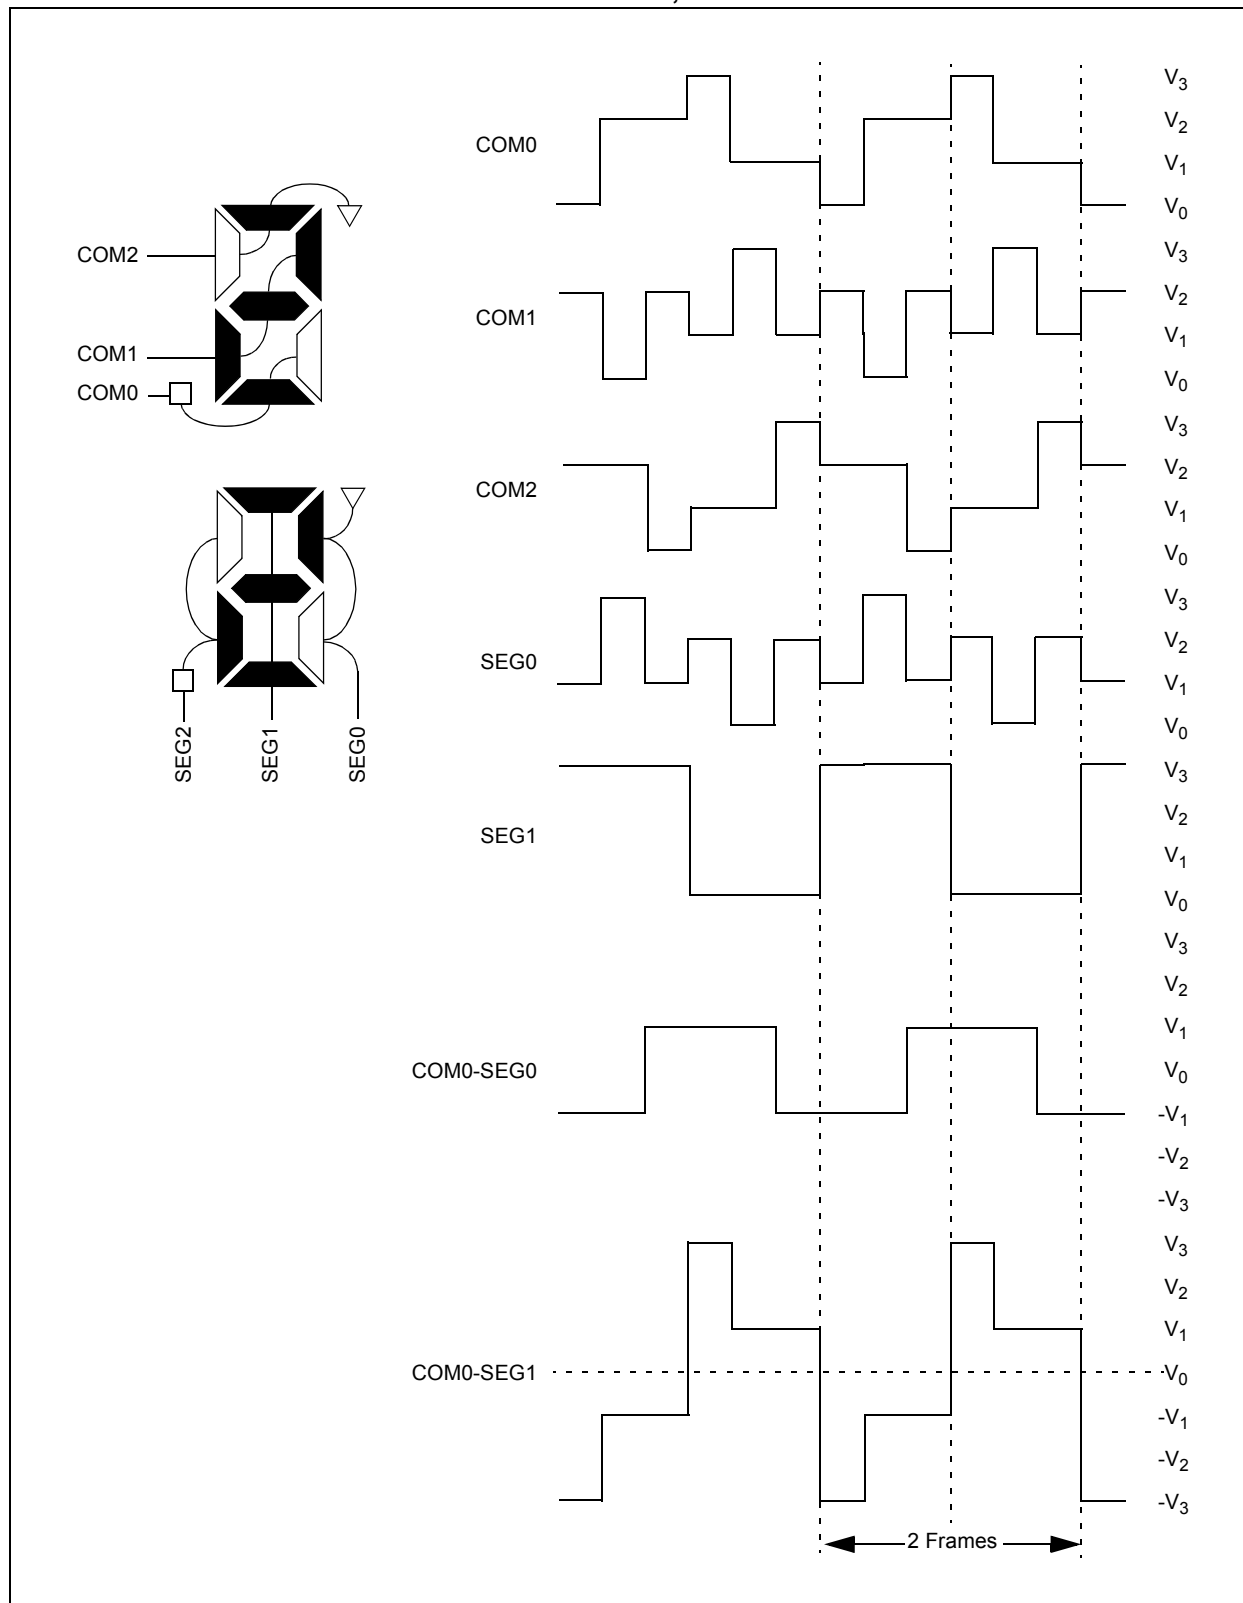 COM2
COM1
COM0
SEG2
SEG1
SEG0
COM0
V3
V2
V1
V0
COM1
V3
V2
V1
V0
COM2
V3
V2
V1
V0
SEG0
V3
V2
V1
V0
SEG1
V3
V2
V1
V0
COM0-SEG0
V3
V2
V1
V0
-V1
-V2
-V3
COM0-SEG1
V3
V2
V1
V0
-V1
-V2
-V3
2 Frames